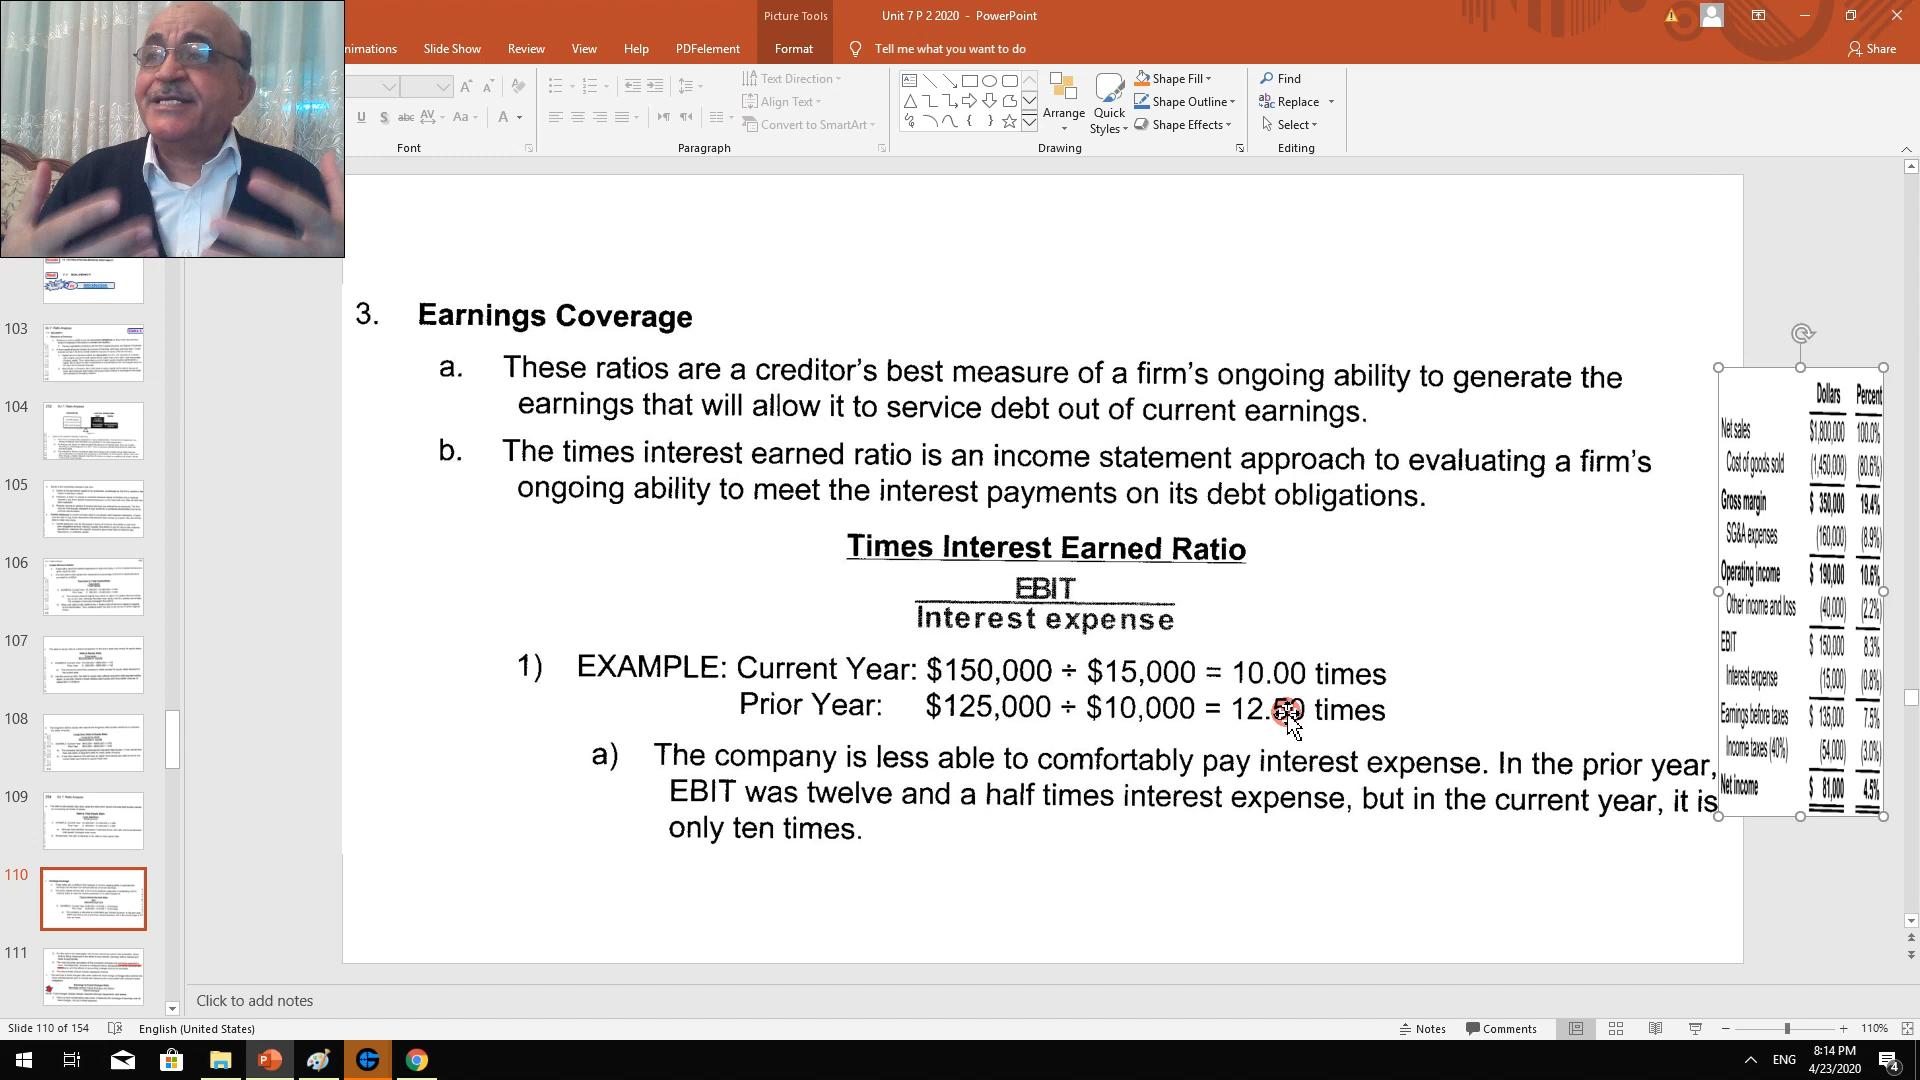 Picture Tools
Unit 7 P 2 2020 - PowerPoint
nimations
Slide Show
Review
View
Help
PDFelement
Format
Tell me what you want to do
Share
Text Direction
Align Text
Convert to SmartArt
Arrange
Quick
Styles
Shape Fill
Shape Outline
Shape Effects
Find
Replace
Select
U
S
abc
AV
Aa
A
Font
Paragraph
Drawing
Editing
103
104
105
106
107
108
109
110
111
3. Earnings Coverage
a. These ratios are a creditor's best measure of a firm's ongoing ability to generate the
earnings that will allow it to service debt out of current earnings.
b. The times interest earned ratio is an income statement approach to evaluating a firm's
ongoing ability to meet the interest payments on its debt obligations.
Times Interest Earned Ratio
EBIT
Interest expense
1) EXAMPLE: Current Year: $150,000 ÷ $15,000 = 10.00 times
Prior Year: $125,000 ÷ $10,000 = 12.50 times
a) The company is less able to comfortably pay interest expense. In the prior year,
EBIT was twelve and a half times interest expense, but in the current year, it is
only ten times.
Dollars Percent
Net sales $1,800,000 100.0%
Cost of goods sold (1,450,000) (80.6%)
Gross margin $ 350,000 19.4%
SG&A expenses (160,000) (8.9%)
Operating income $ 190,000 10.6%
Other income and loss (40,000) (2.2%)
EBIT $ 150,000 8.3%
Interest expense (15,000) (0.8%)
Earnings before taxes $ 135,000 7.5%
Income taxes (40%) (54,000) (3.0%)
Net income $ 81,000 4.5%
Click to add notes
Slide 110 of 154
English (United States)
Notes
Comments
110%
ENG
8:14 PM
4/23/2020
4